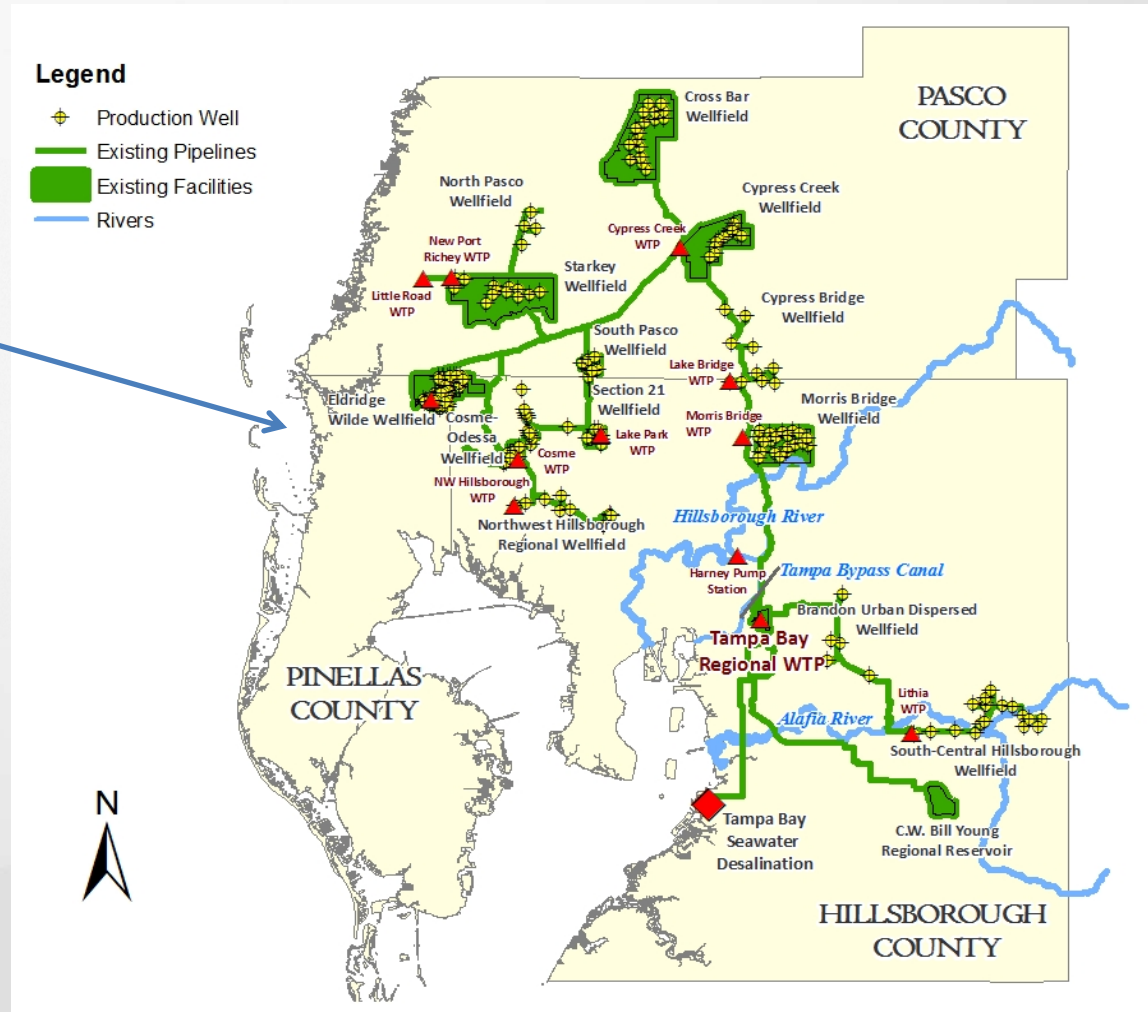 Legend
Production Well
Existing Pipelines
Existing Facilities
Rivers
PASCO
COUNTY
Cross Bar
Wellfield
North Pasco
Wellfield
Cypress Creek
Wellfield
Cypress Creek
WTP
New Port
Richey WTP
Little Road
WTP
Starkey
Wellfield
Cypress Bridge
Wellfield
South Pasco
Wellfield
Lake Bridge
WTP
Eldridge
Wilde Wellfield
Section 21
Wellfield
Morris Bridge
Wellfield
Morris Bridge
WTP
Cosme-
Odessa
Wellfield
Lake Park
WTP
Cosme
WTP
NW Hillsborough
WTP
Northwest Hillsborough
Regional Wellfield
Hillsborough River
Harney Pump
Station
Tampa Bypass Canal
Brandon Urban Dispersed
Wellfield
Tampa Bay
Regional WTP
PINELLAS
COUNTY
Lithia
WTP
Alafia River
South-Central Hillsborough
Wellfield
N
Tampa Bay
Seawater
Desalination
C.W. Bill Young
Regional Reservoir
HILLSBOROUGH
COUNTY